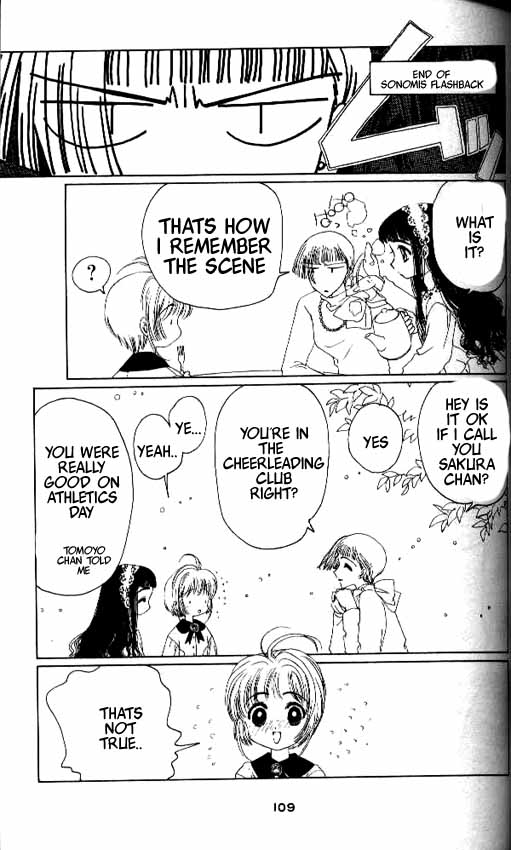 END OF
SONOMIS FLASHBACK
WHAT
IS
IT?
THATS HOW
I REMEMBER
THE SCENE
?
HEY IS
IT OK
IF I CALL
YOU
SAKURA
CHAN?
YES
YOU'RE IN
THE
CHEERLEADING
CLUB
RIGHT?
YE...
YEAH..
YOU WERE
REALLY
GOOD ON
ATHLETICS
DAY
TOMOYO
CHAN TOLD
ME
THATS
NOT
TRUE..
109